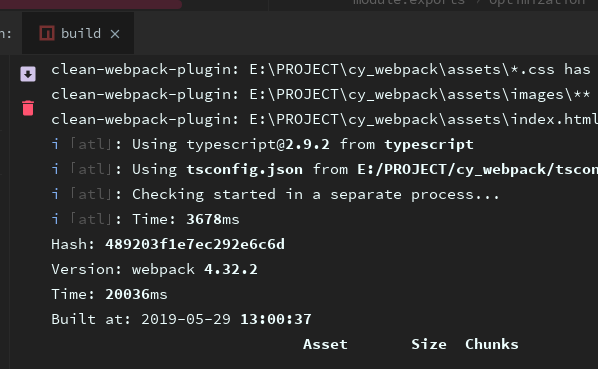 module.exports › optimization
n: build ×
clean-webpack-plugin: E:\PROJECT\cy_webpack\assets\*.css has
clean-webpack-plugin: E:\PROJECT\cy_webpack\assets\images\**
clean-webpack-plugin: E:\PROJECT\cy_webpack\assets\index.html
i ⌈atl⌋: Using typescript@2.9.2 from typescript
i ⌈atl⌋: Using tsconfig.json from E:/PROJECT/cy_webpack/tscon
i ⌈atl⌋: Checking started in a separate process...
i ⌈atl⌋: Time: 3678ms
Hash: 489203f1e7ec292e6c6d
Version: webpack 4.32.2
Time: 20036ms
Built at: 2019-05-29 13:00:37
Asset Size Chunks